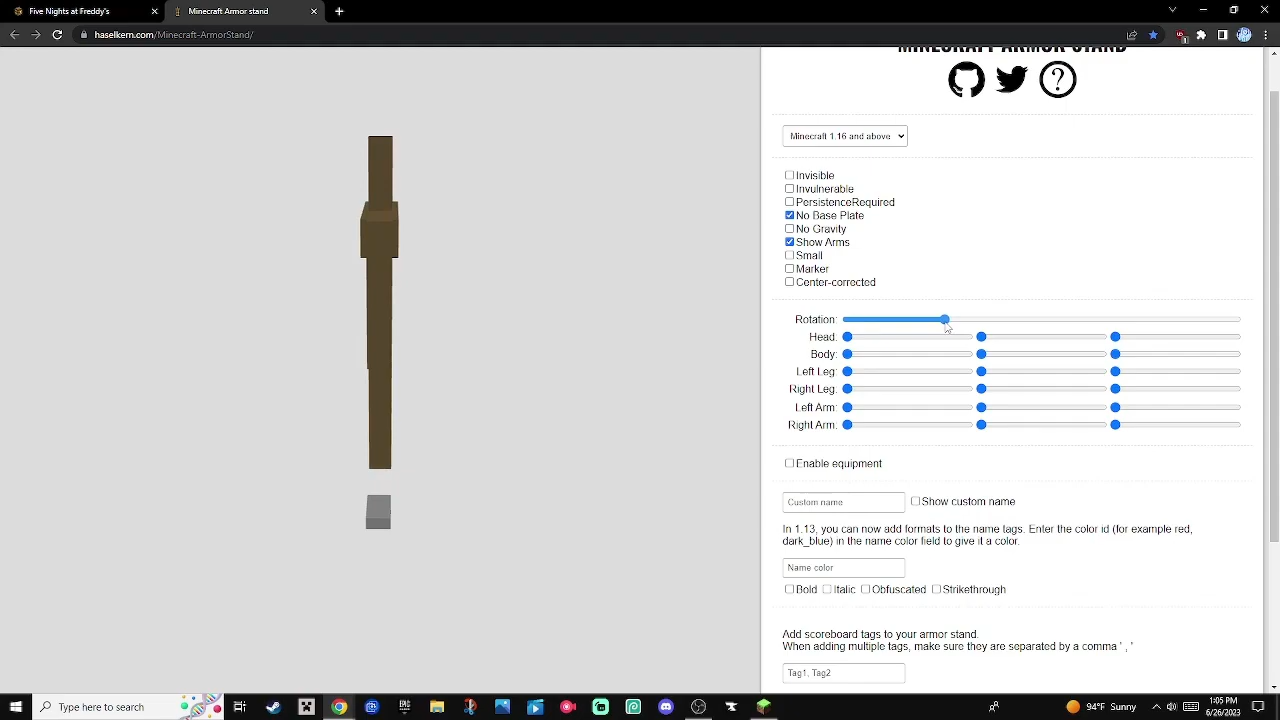 Five Nights at Freddy's
Minecraft Armor stand
haselkern.com/Minecraft-ArmorStand/
MINECRAFT ARMOR STAND
Minecraft 1.16 and above
Invisible
Invulnerable
PersistenceRequired
No Base Plate
No Gravity
Show Arms
Small
Marker
Center-corrected
Rotation:
Head:
Body:
Left Leg:
Right Leg:
Left Arm:
Right Arm:
Enable equipment
Custom name Show custom name
In 1.13, you can now add formats to the name tags. Enter the color id (for example red,
dark_blue) in the name color field to give it a color.
Name color
Bold Italic Obfuscated Strikethrough
Add scoreboard tags to your armor stand.
When adding multiple tags, make sure they are separated by a comma ' , '
Tag1, Tag2
Type here to search
94°F Sunny
1:05 PM
6/26/2023